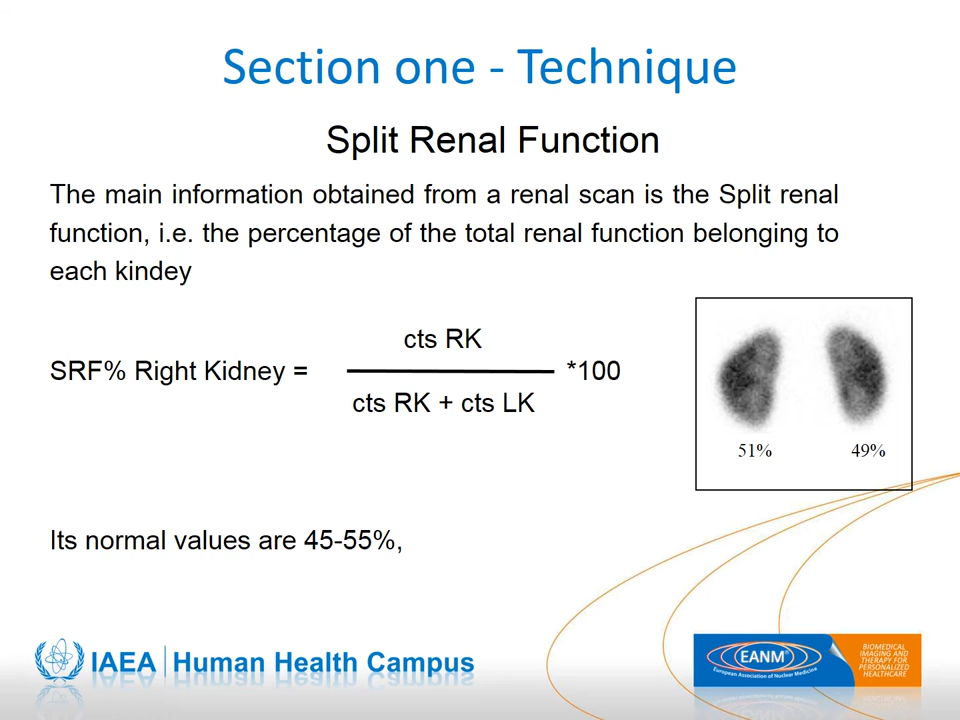 Section one - Technique
Split Renal Function
The main information obtained from a renal scan is the Split renal
function, i.e. the percentage of the total renal function belonging to
each kindey
cts RK
SRF% Right Kidney = *100
cts RK + cts LK
51% 49%
Its normal values are 45-55%,
IAEA Human Health Campus
EANM®
European Association of Nuclear Medicine
BIOMEDICAL
IMAGING AND
THERAPY FOR
PERSONALIZED
HEALTHCARE